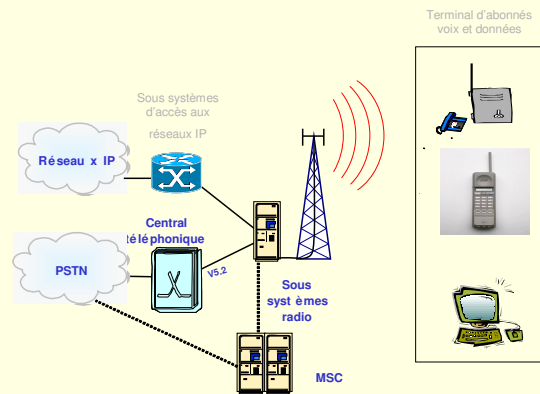 Terminal d'abonnés
voix et données
Sous systèmes
d'accès aux
réseaux IP
Réseau x IP
Central
téléphonique
PSTN
V5.2
Sous
syst èmes
radio
MSC